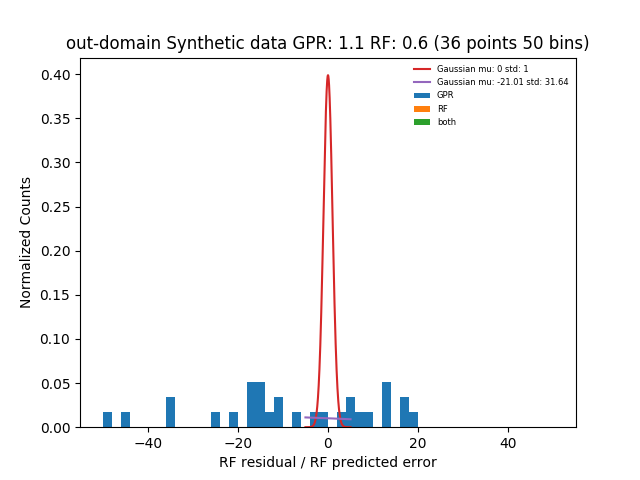 out-domain Synthetic data GPR: 1.1 RF: 0.6 (36 points 50 bins)
Gaussian mu: 0 std: 1
Gaussian mu: -21.01 std: 31.64
GPR
RF
both
Normalized Counts
0.40
0.35
0.30
0.25
0.20
0.15
0.10
0.05
0.00
−40 −20 0 20 40
RF residual / RF predicted error